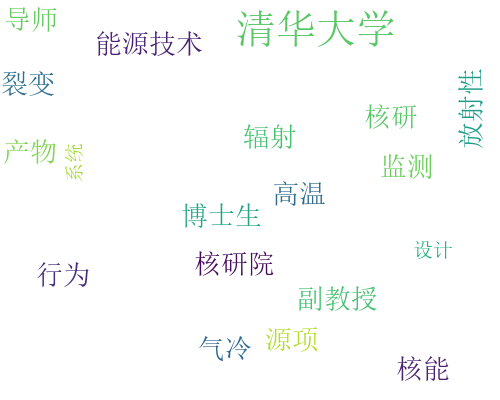 导师
清华大学
能源技术
裂变
放射性
核研
辐射
产物
系统
监测
高温
博士生
设计
核研院
行为
副教授
气冷
源项
核能